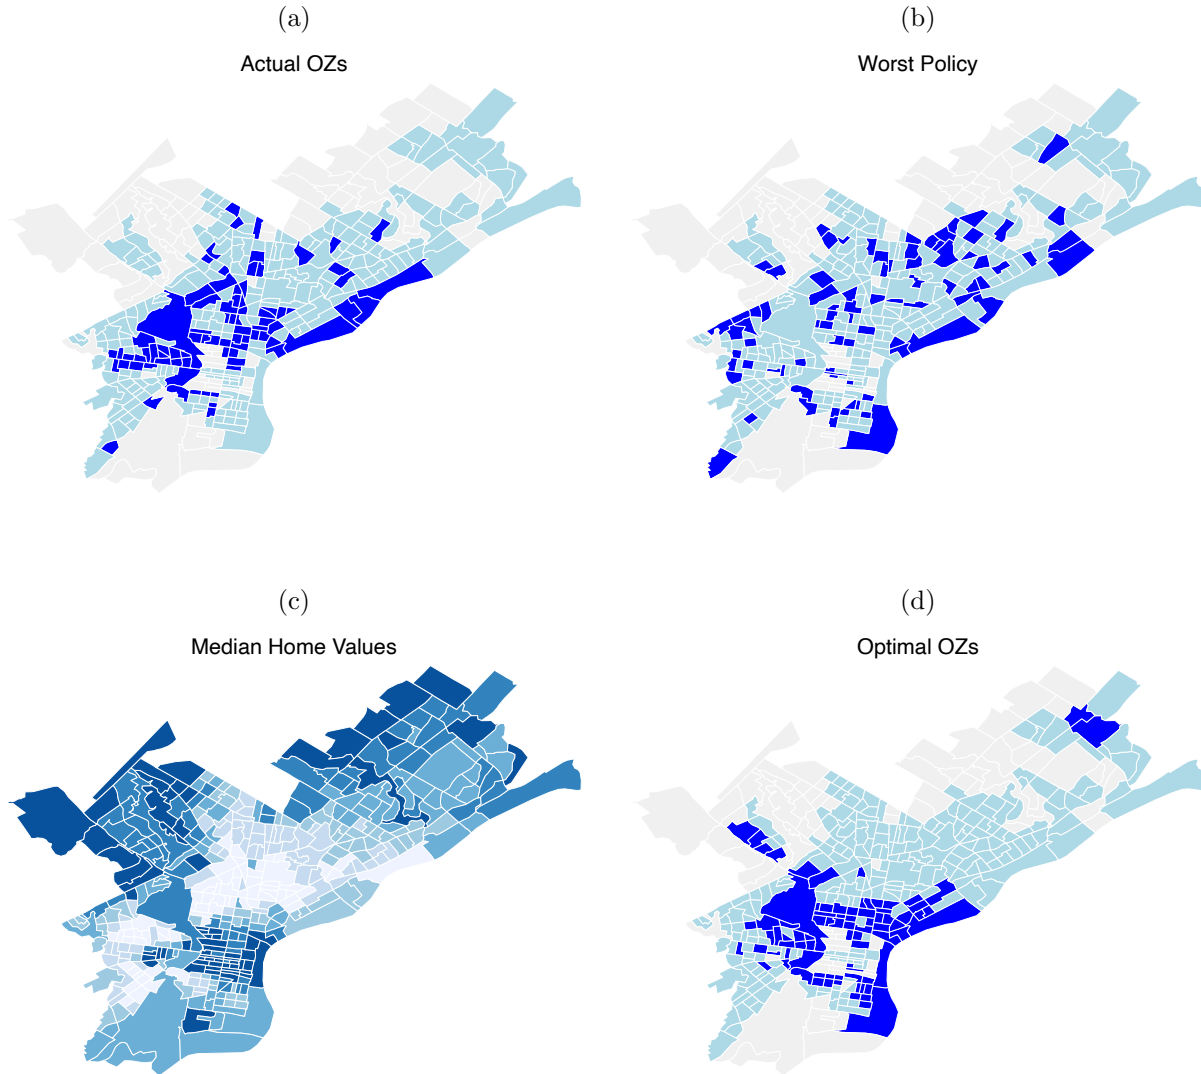 (a)
Actual OZs
(b)
Worst Policy
(c)
Median Home Values
(d)
Optimal OZs